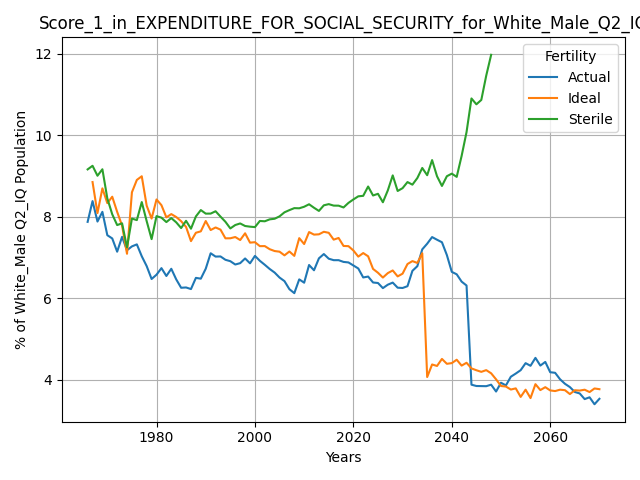 Score_1_in_EXPENDITURE_FOR_SOCIAL_SECURITY_for_White_Male_Q2_IQ
12
10
8
6
4
% of White_Male Q2_IQ Population
Fertility
Actual
Ideal
Sterile
1980
2000
2020
2040
2060
Years